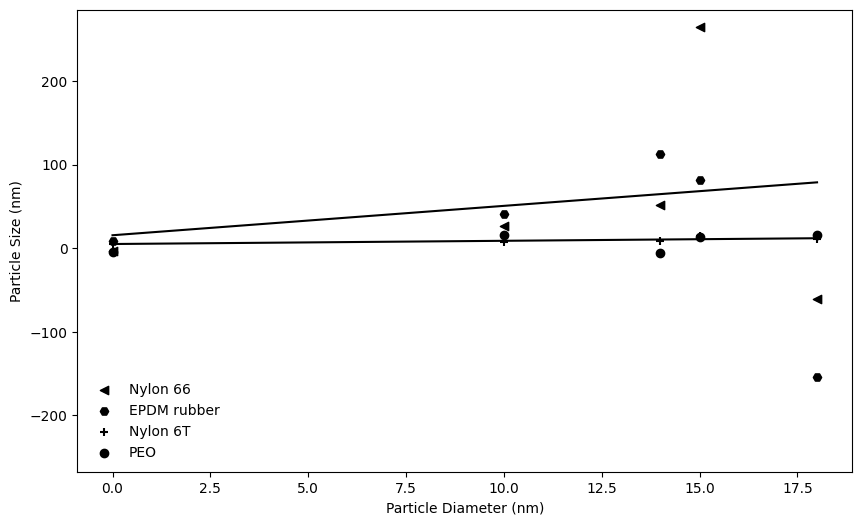 200
100
0
−100
−200
Particle Size (nm)
Nylon 66
EPDM rubber
Nylon 6T
PEO
0.0 2.5 5.0 7.5 10.0 12.5 15.0 17.5
Particle Diameter (nm)